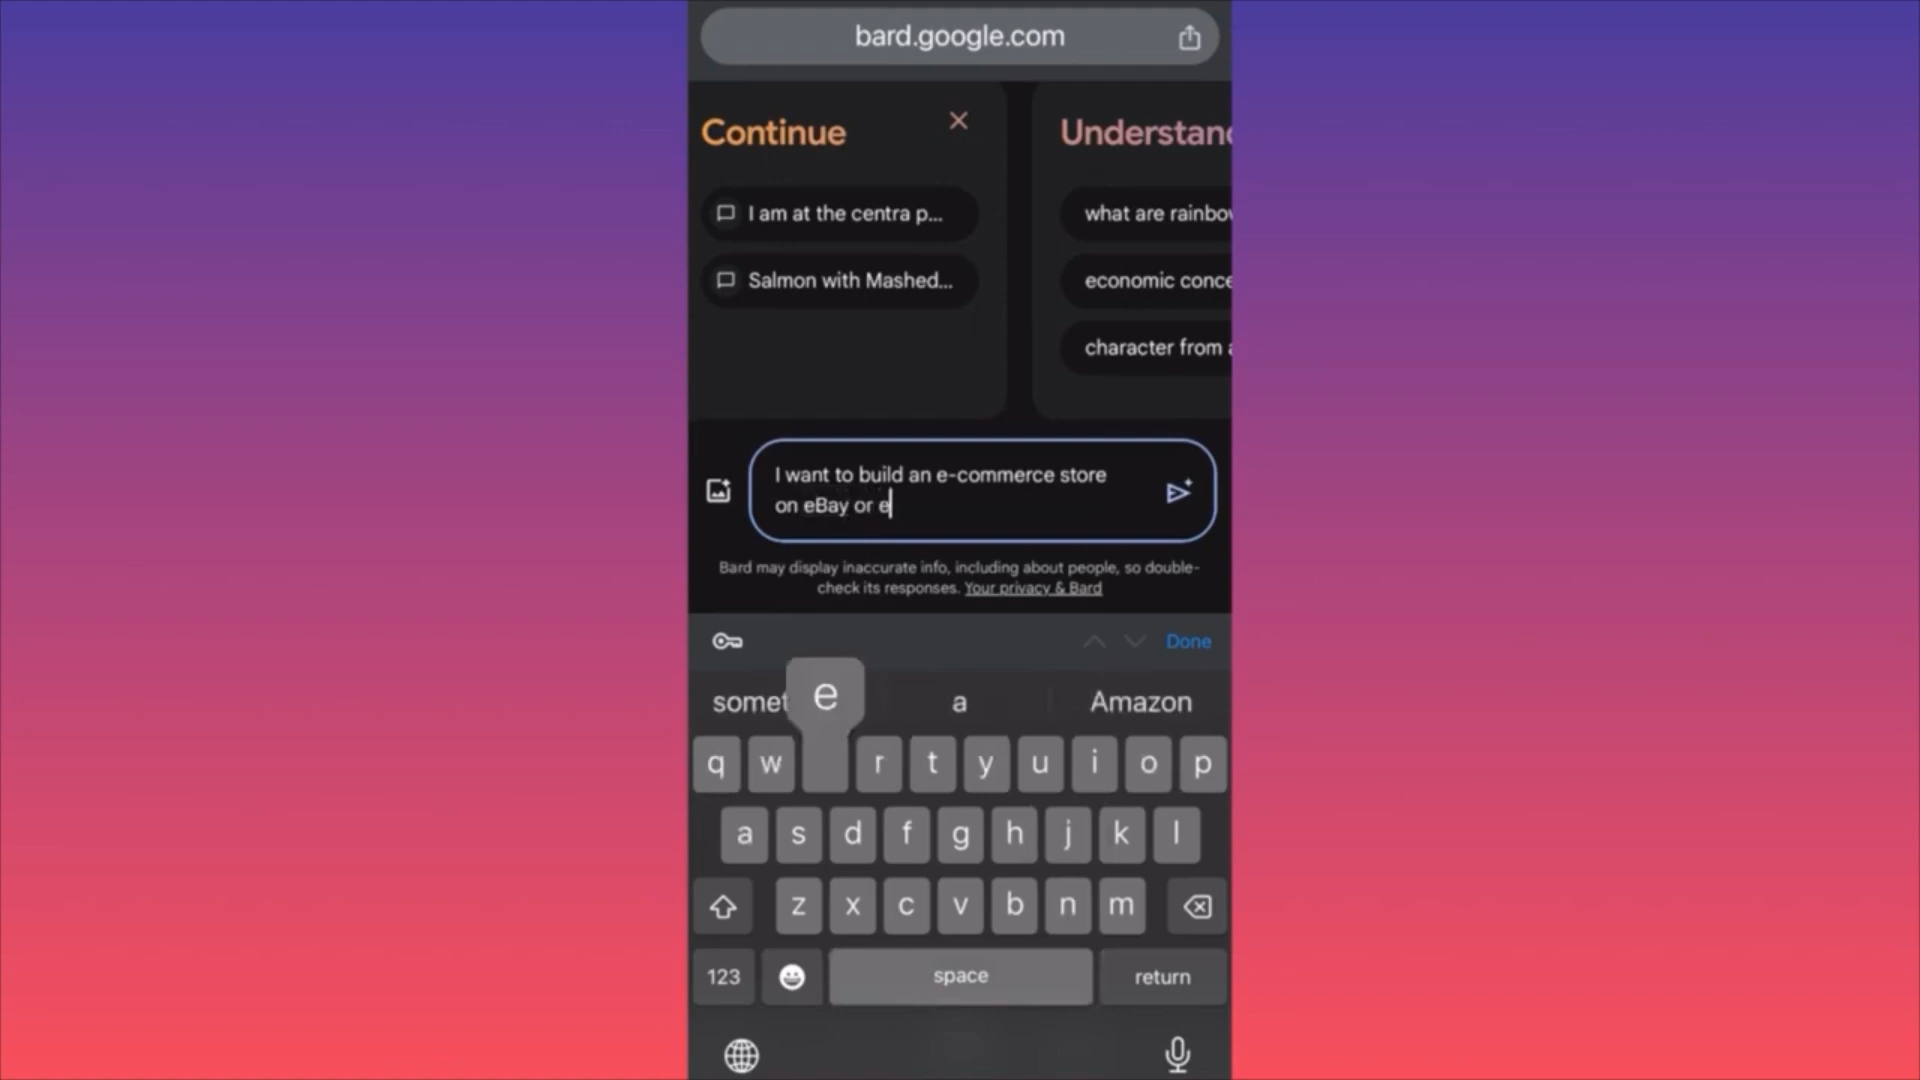 bard.google.com
Continue
Understand
I am at the centra p...
what are rainbow
Salmon with Mashed...
economic conce
character from a
I want to build an e-commerce store
on eBay or e
Bard may display inaccurate info, including about people, so double-
check its responses. Your privacy & Bard
Done
somet
e
a
Amazon
q w r t y u i o p
a s d f g h j k l
z x c v b n m
123
space
return